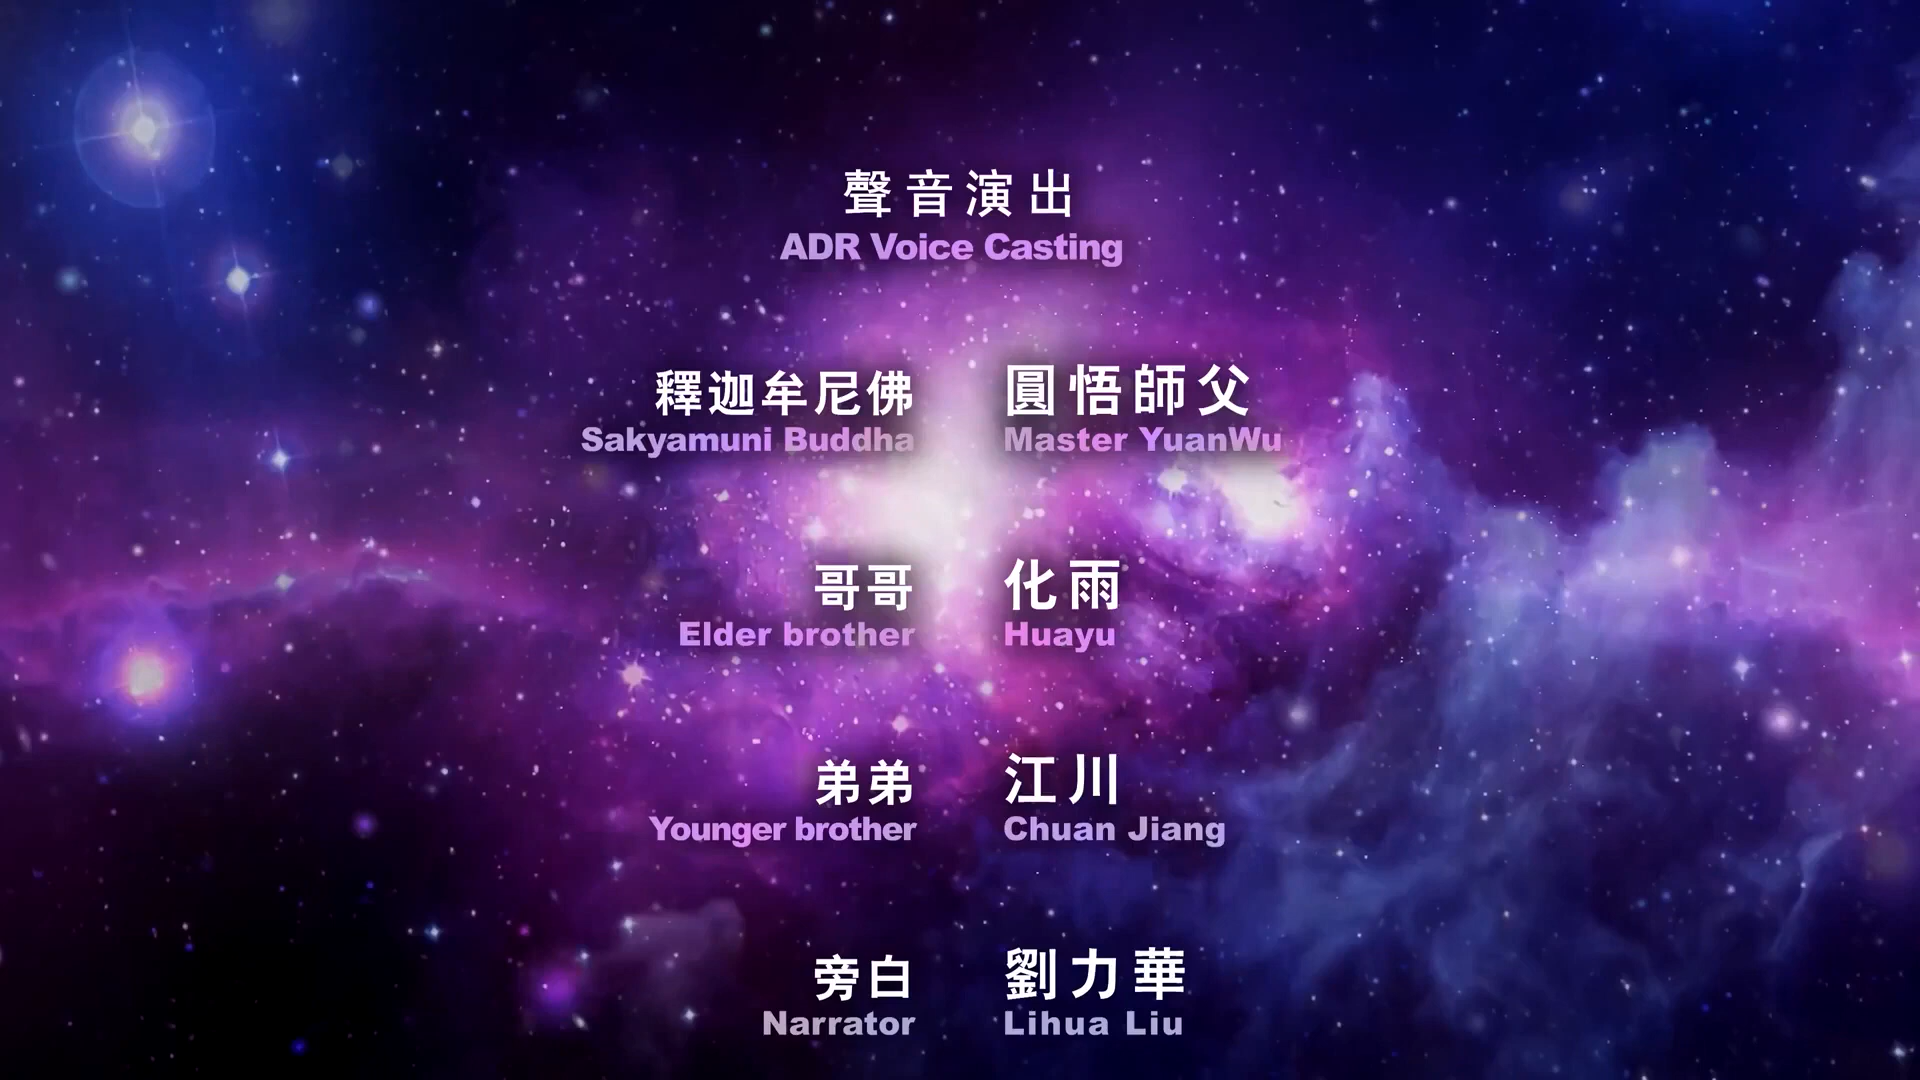 聲音演出
ADR Voice Casting
釋迦牟尼佛 圓悟師父
Sakyamuni Buddha Master YuanWu
哥哥 化雨
Elder brother Huayu
弟弟 江川
Younger brother Chuan Jiang
旁白 劉力華
Narrator Lihua Liu